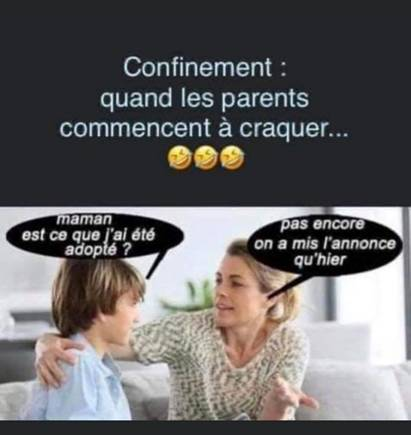 Confinement :
quand les parents
commencent à craquer...
🤣🤣🤣
maman
est ce que j'ai été
adopté ?
pas encore
on a mis l'annonce
qu'hier